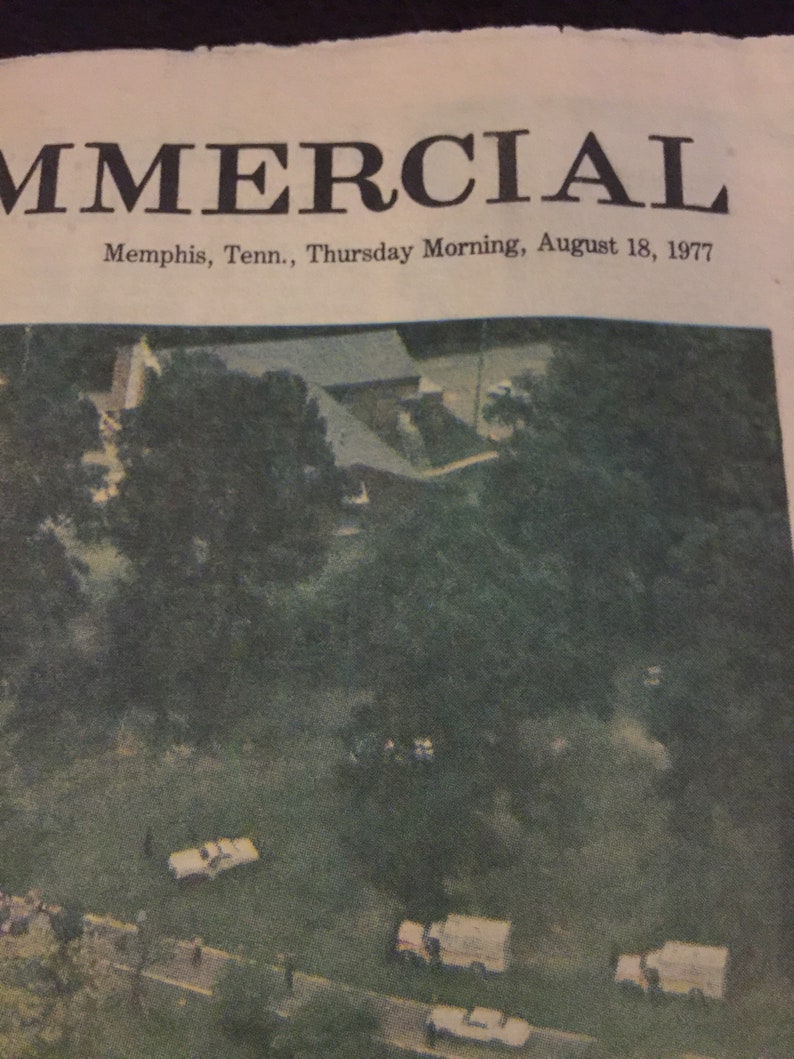 MMERCIAL
Memphis, Tenn., Thursday Morning, August 18, 1977